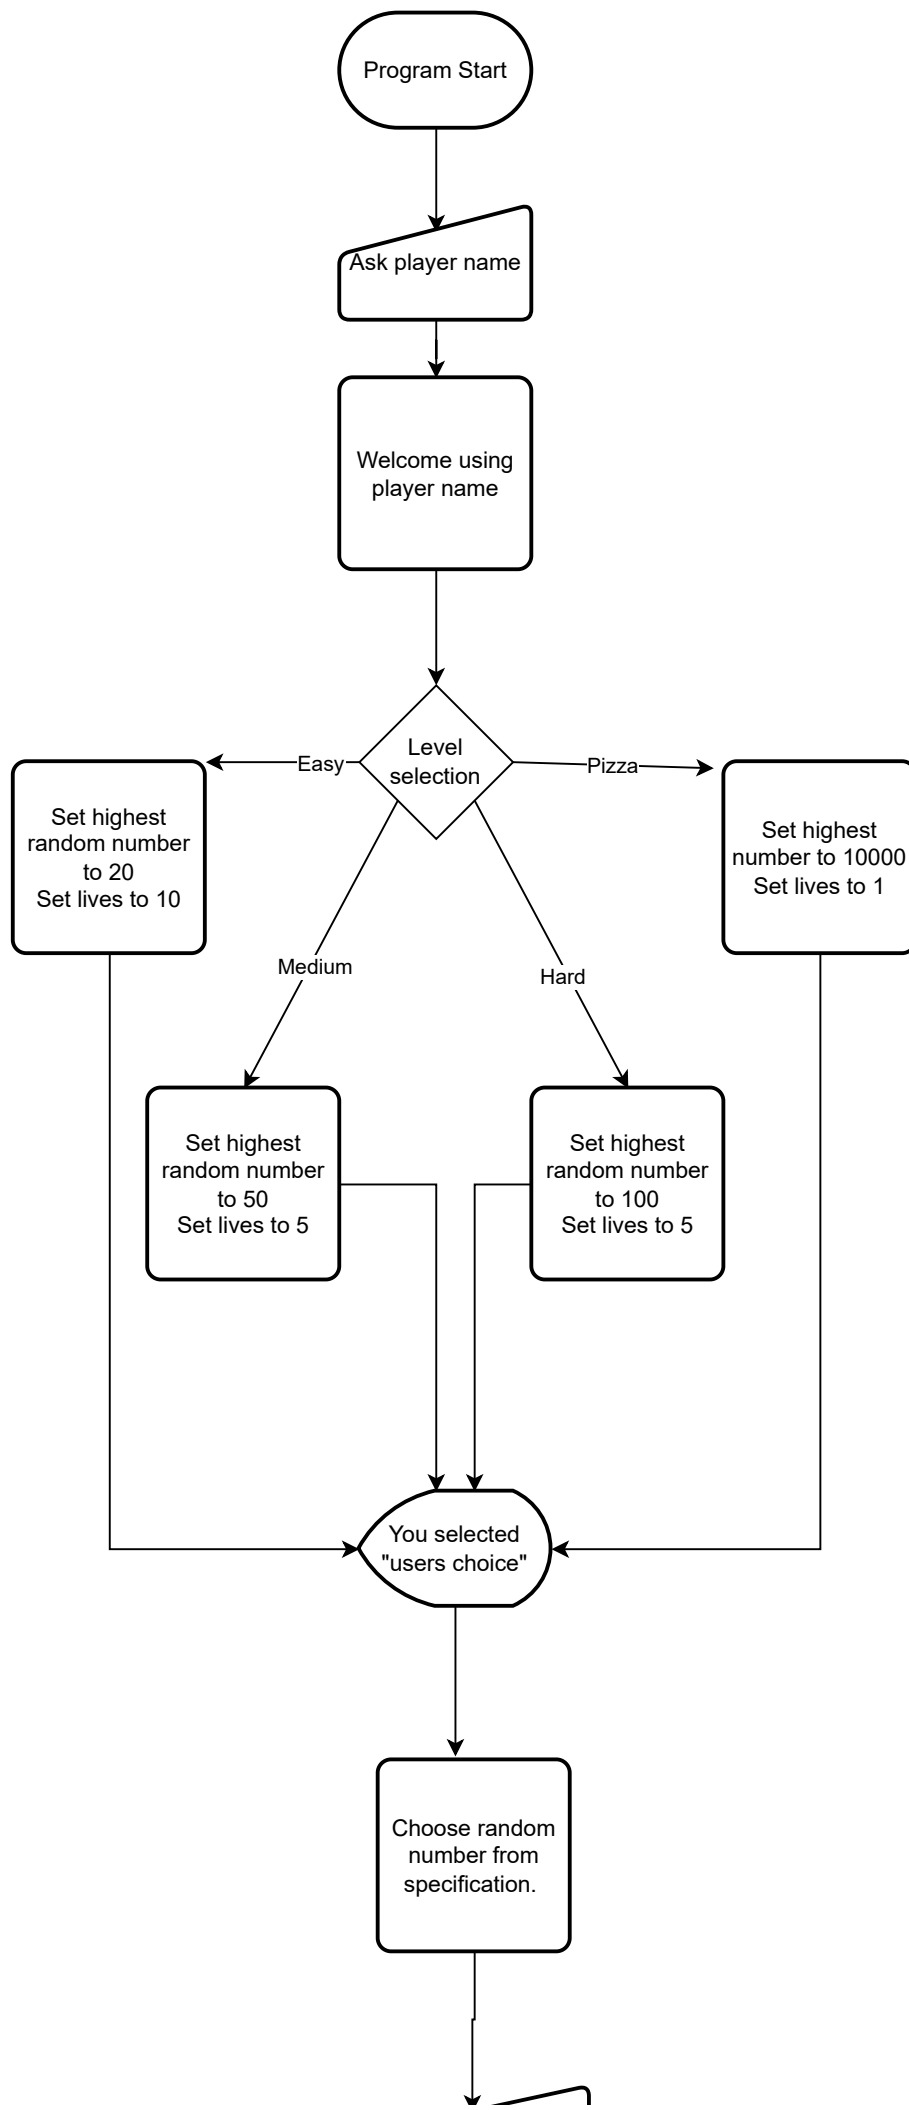 Program Start
Ask player name
Welcome using
player name
Level
selection
Easy
Pizza
Set highest
random number
to 20
Set lives to 10
Set highest
number to 10000
Set lives to 1
Medium
Hard
Set highest
random number
to 50
Set lives to 5
Set highest
random number
to 100
Set lives to 5
You selected
"users choice"
Choose random
number from
specification.